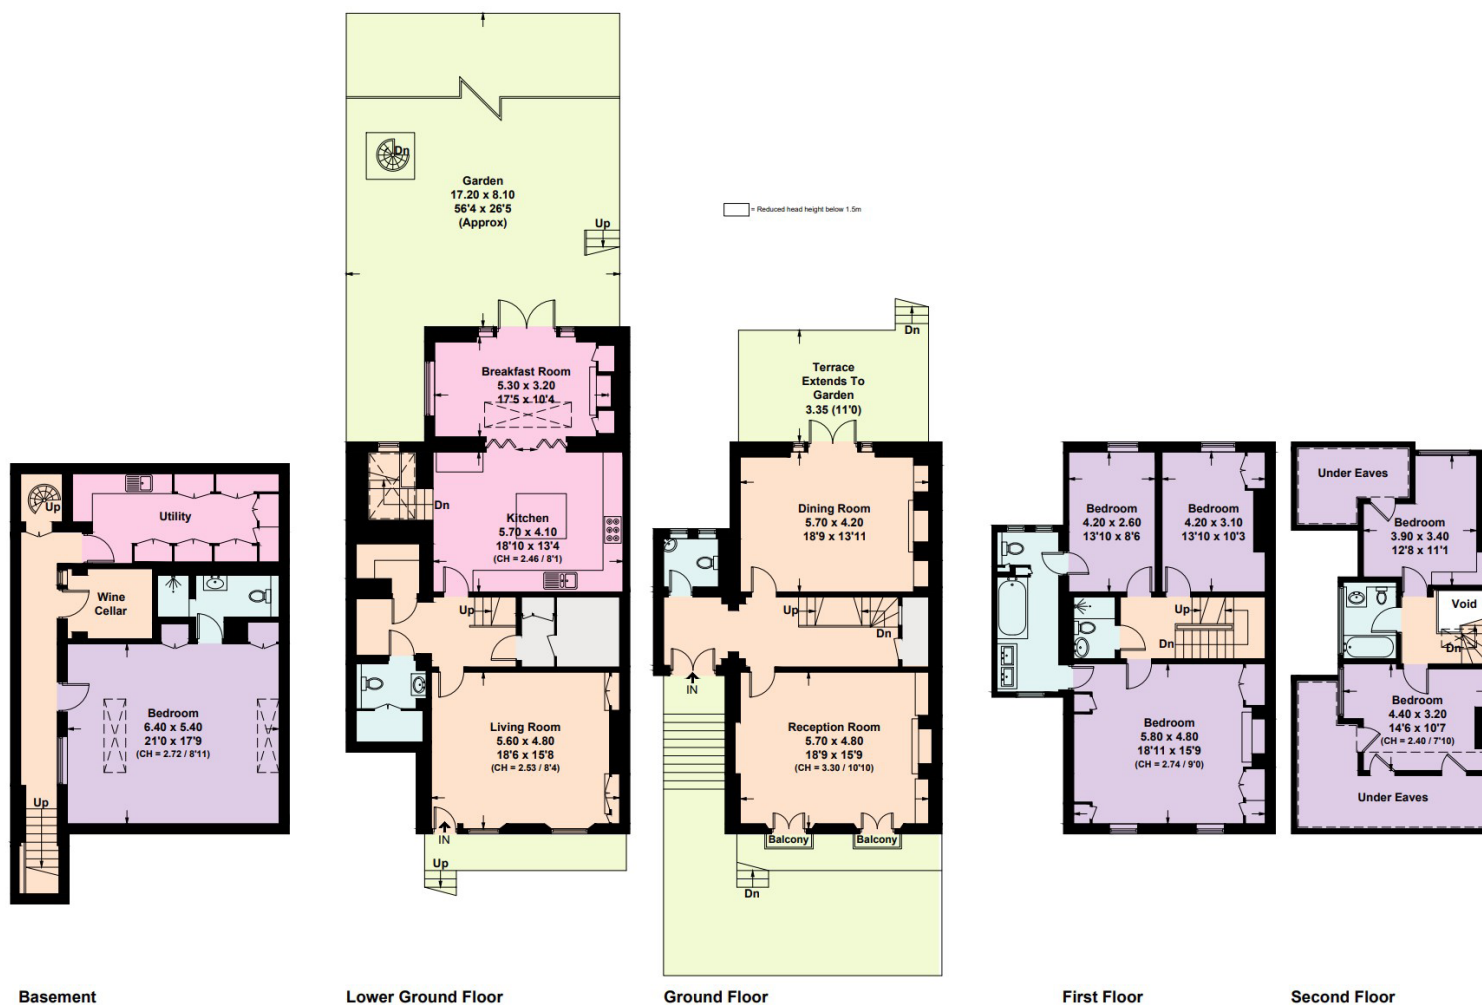 Garden
17.20 x 8.10
56'4 x 26'5
(Approx)
Dn
Up
= Reduced head height below 1.5m
Up
Utility
Wine
Cellar
Bedroom
6.40 x 5.40
21'0 x 17'9
(CH = 2.72 / 8'11)
Up
Basement
Breakfast Room
5.30 x 3.20
17'5 x 10'4
Dn
Kitchen
5.70 x 4.10
18'10 x 13'4
(CH = 2.46 / 8'1)
Up
Living Room
5.60 x 4.80
18'6 x 15'8
(CH = 2.53 / 8'4)
IN
Up
Lower Ground Floor
Dn
Terrace
Extends To
Garden
3.35 (11'0)
Dining Room
5.70 x 4.20
18'9 x 13'11
Up
Dn
IN
Reception Room
5.70 x 4.80
18'9 x 15'9
(CH = 3.30 / 10'10)
Balcony
Balcony
Dn
Ground Floor
Bedroom
4.20 x 2.60
13'10 x 8'6
Bedroom
4.20 x 3.10
13'10 x 10'3
Up
Dn
Bedroom
5.80 x 4.80
18'11 x 15'9
(CH = 2.74 / 9'0)
First Floor
Under Eaves
Bedroom
3.90 x 3.40
12'8 x 11'1
Void
Dn
Bedroom
4.40 x 3.20
14'6 x 10'7
(CH = 2.40 / 7'10)
Under Eaves
Second Floor